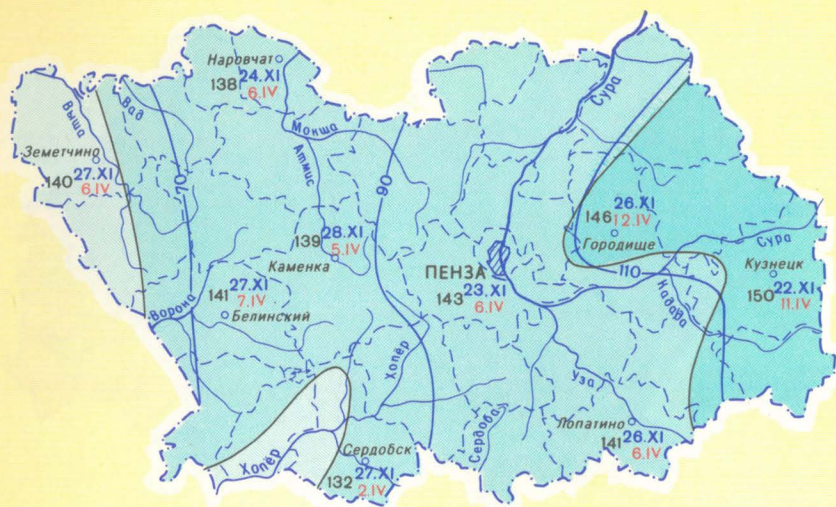 Наровчат
138 24.XI
6.IV
Выша
Вад
Мокша
Сура
Земетчино
140 27.XI
6.IV
70
Атмис
90
139 28.XI
5.IV
Каменка
146 26.XI
12.IV
Городище
Сура
ПЕНЗА
143 23.XI
6.IV
110
Кадада
Кузнецк
150 22.XI
11.IV
Ворона
141 27.XI
7.IV
Белинский
Хопёр
Уза
Сердоба
Лопатино
141 26.XI
6.IV
Хопёр
Сердобск
132 27.XI
2.IV